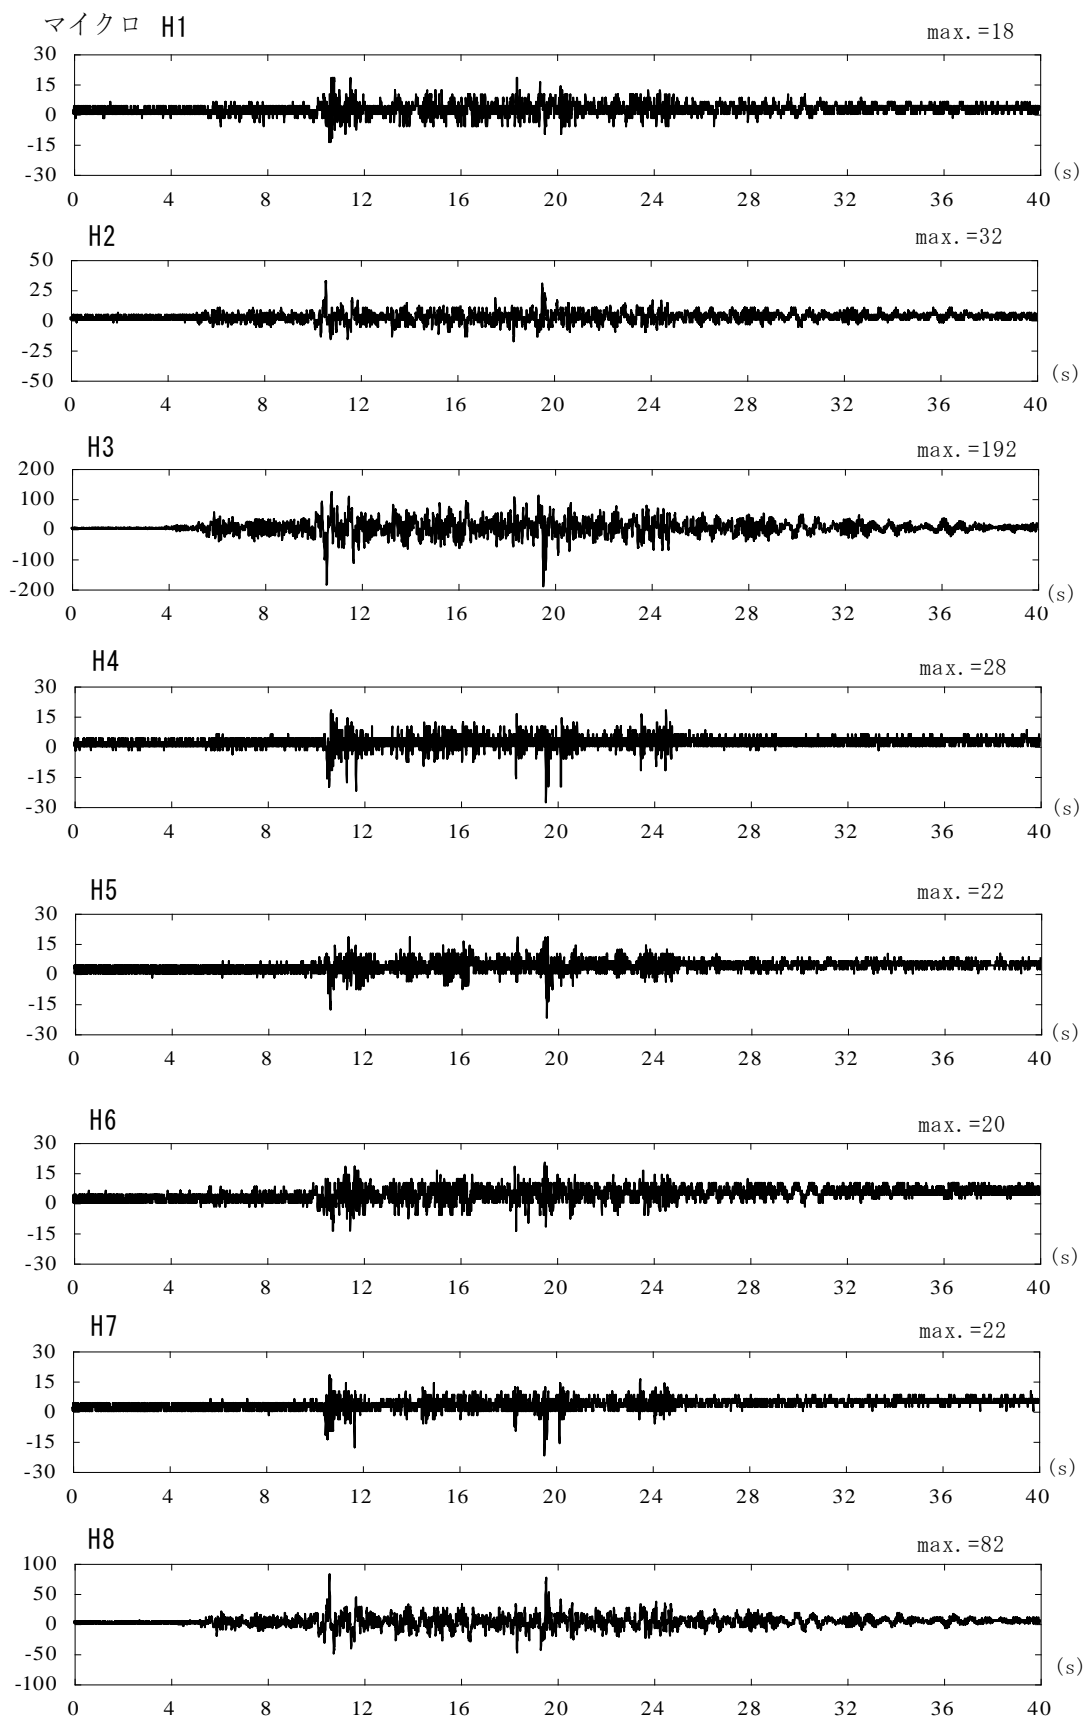 マイクロ H1 max.=18
30
15
0
-15
-30 (s)
0 4 8 12 16 20 24 28 32 36 40
H2 max.=32
50
25
0
-25
-50 (s)
0 4 8 12 16 20 24 28 32 36 40
H3 max.=192
200
100
0
-100
-200 (s)
0 4 8 12 16 20 24 28 32 36 40
H4 max.=28
30
15
0
-15
-30 (s)
0 4 8 12 16 20 24 28 32 36 40
H5 max.=22
30
15
0
-15
-30 (s)
0 4 8 12 16 20 24 28 32 36 40
H6 max.=20
30
15
0
-15
-30 (s)
0 4 8 12 16 20 24 28 32 36 40
H7 max.=22
30
15
0
-15
-30 (s)
0 4 8 12 16 20 24 28 32 36 40
H8 max.=82
100
50
0
-50
-100 (s)
0 4 8 12 16 20 24 28 32 36 40